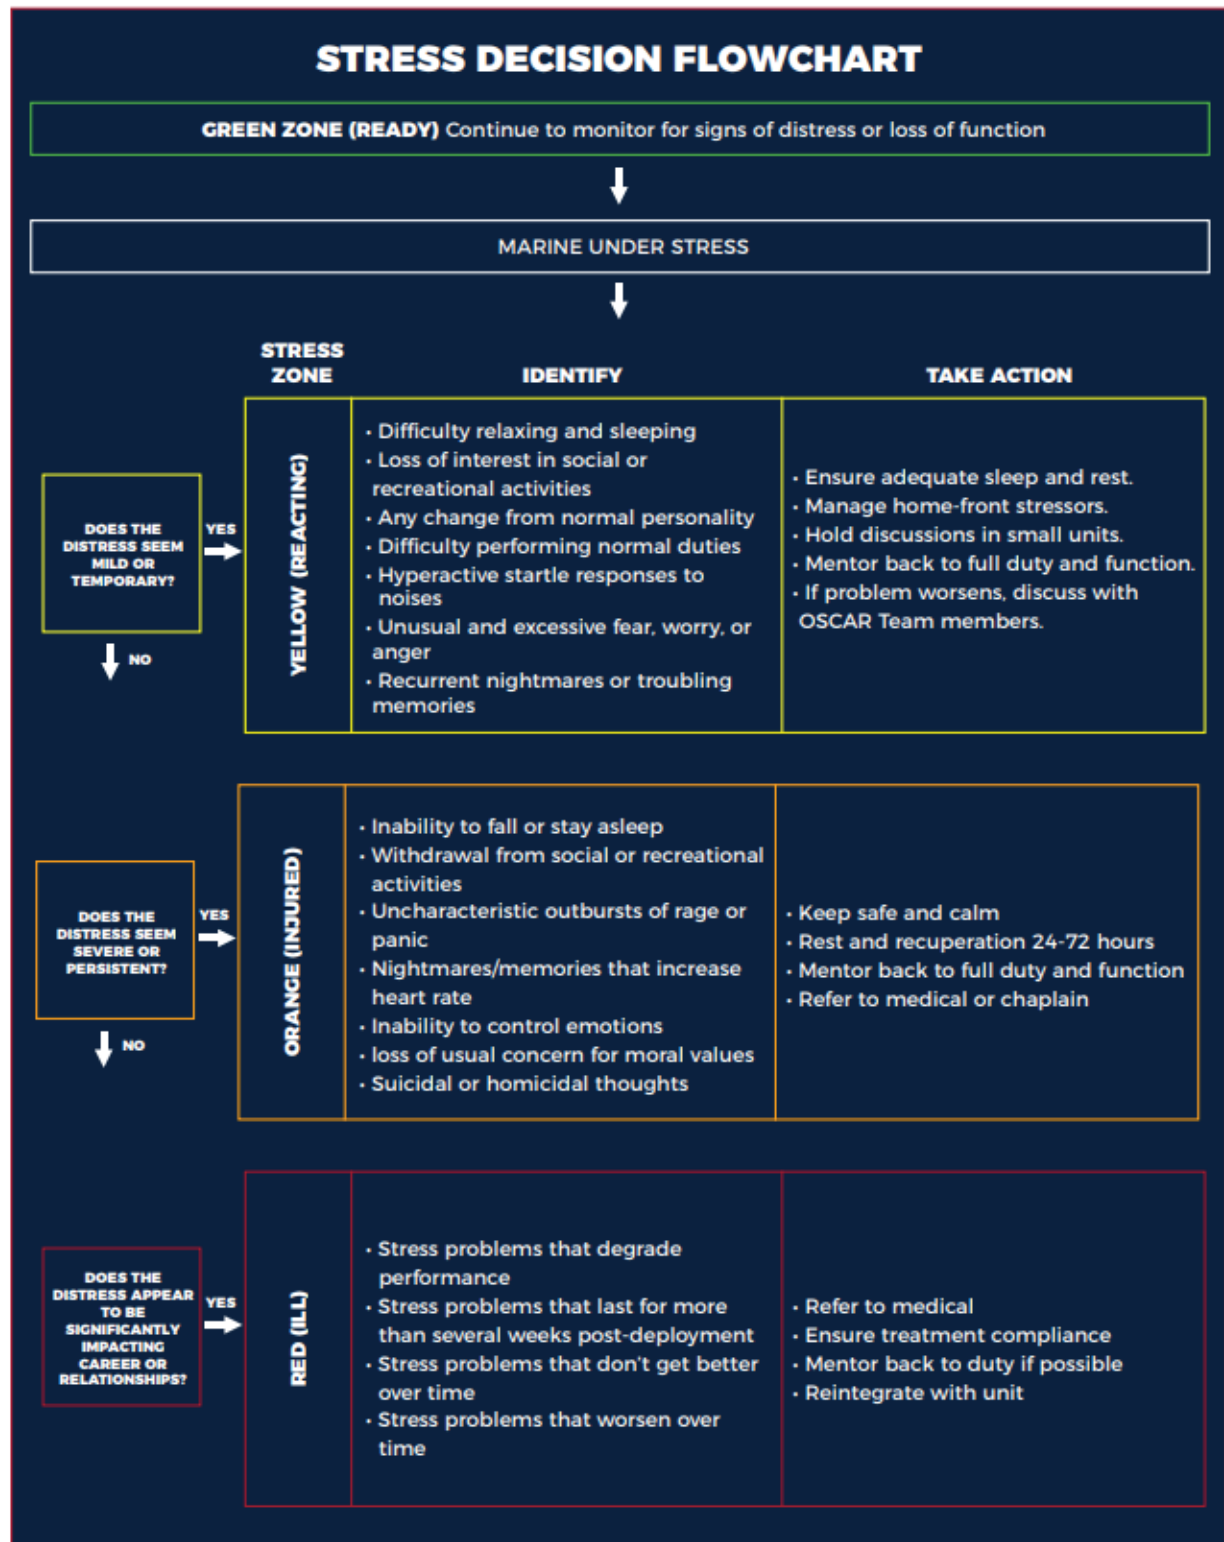 STRESS DECISION FLOWCHART
GREEN ZONE (READY) Continue to monitor for signs of distress or loss of function
MARINE UNDER STRESS
STRESS
ZONE
IDENTIFY
TAKE ACTION
DOES THE
DISTRESS SEEM
MILD OR
TEMPORARY?
YES
NO
YELLOW (REACTING)
• Difficulty relaxing and sleeping
• Loss of interest in social or
recreational activities
• Any change from normal personality
• Difficulty performing normal duties
• Hyperactive startle responses to
noises
• Unusual and excessive fear, worry, or
anger
• Recurrent nightmares or troubling
memories
• Ensure adequate sleep and rest.
• Manage home-front stressors.
• Hold discussions in small units.
• Mentor back to full duty and function.
• If problem worsens, discuss with
OSCAR Team members.
DOES THE
DISTRESS SEEM
SEVERE OR
PERSISTENT?
YES
NO
ORANGE (INJURED)
• Inability to fall or stay asleep
• Withdrawal from social or recreational
activities
• Uncharacteristic outbursts of rage or
panic
• Nightmares/memories that increase
heart rate
• Inability to control emotions
• loss of usual concern for moral values
• Suicidal or homicidal thoughts
• Keep safe and calm
• Rest and recuperation 24-72 hours
• Mentor back to full duty and function
• Refer to medical or chaplain
DOES THE
DISTRESS APPEAR
TO BE
SIGNIFICANTLY
IMPACTING
CAREER OR
RELATIONSHIPS?
YES
RED (ILL)
• Stress problems that degrade
performance
• Stress problems that last for more
than several weeks post-deployment
• Stress problems that don't get better
over time
• Stress problems that worsen over
time
• Refer to medical
• Ensure treatment compliance
• Mentor back to duty if possible
• Reintegrate with unit